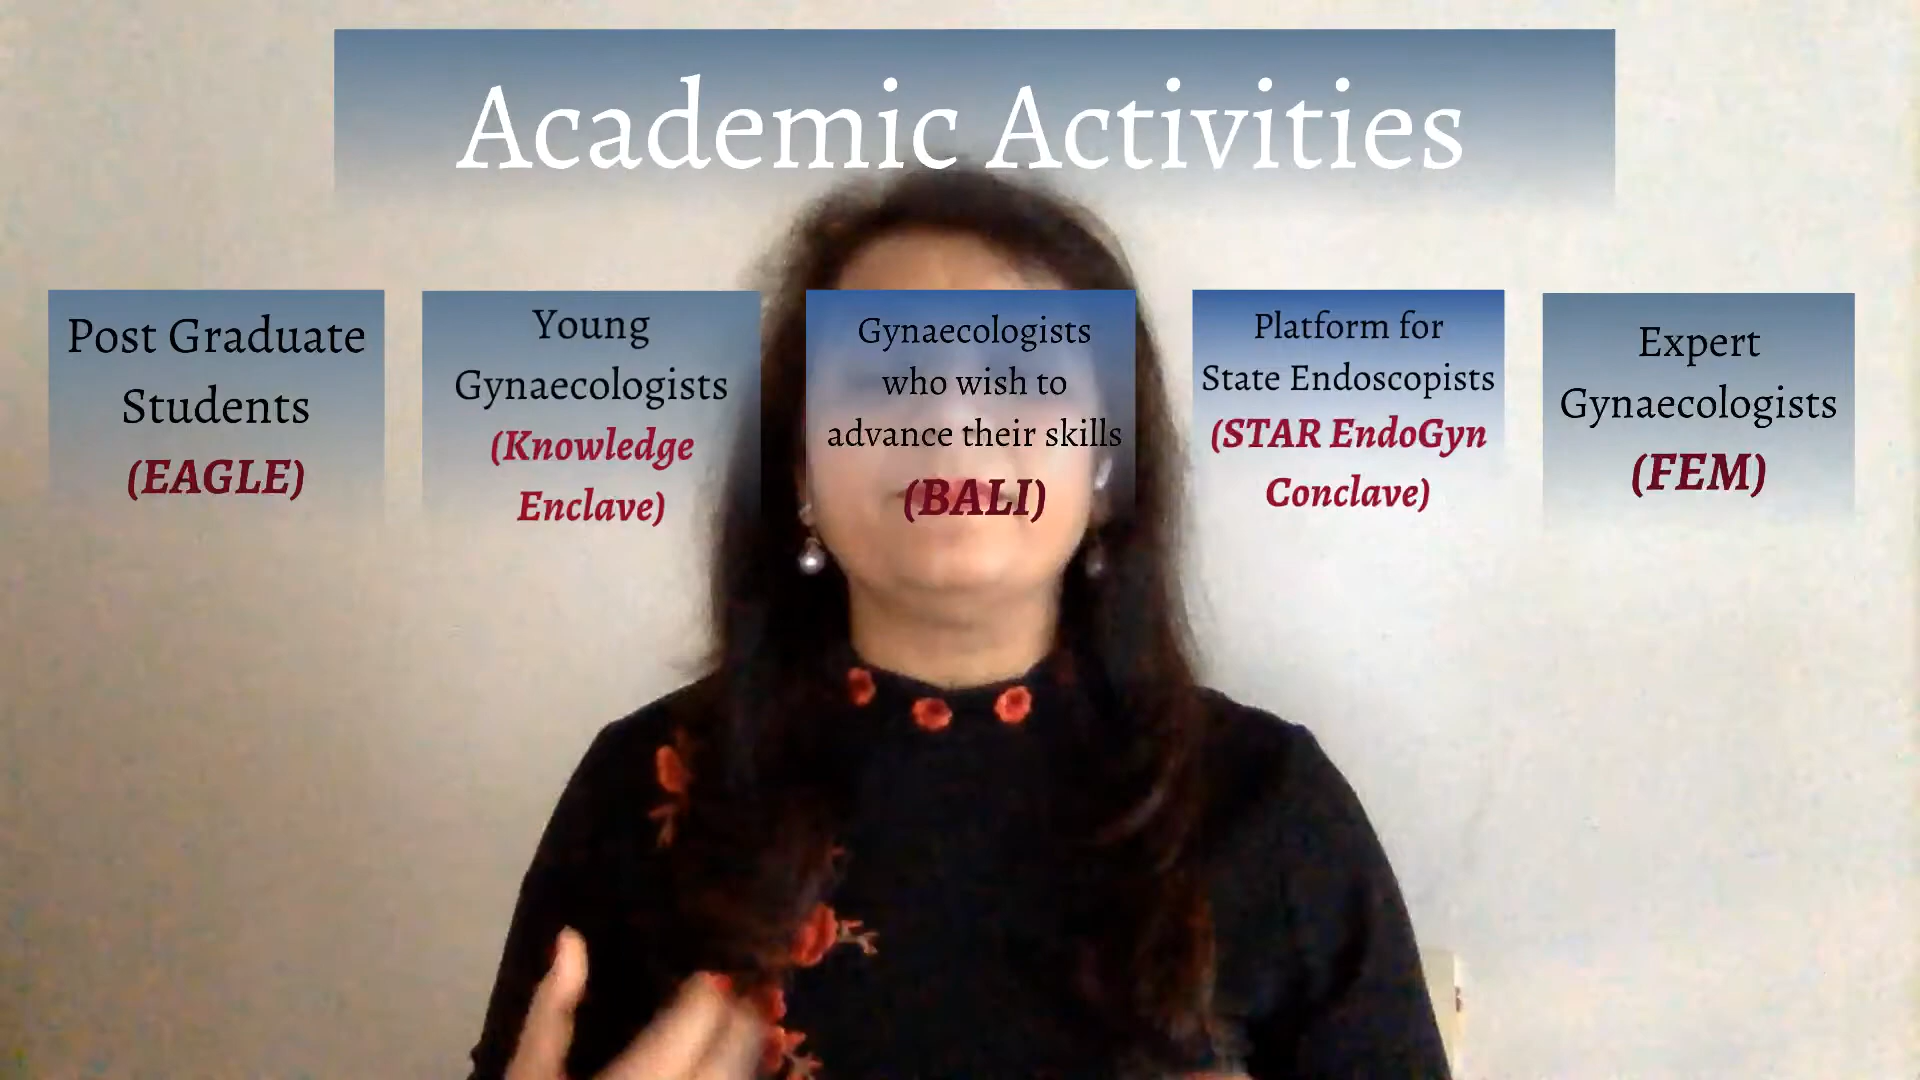 Academic Activities
Post Graduate
Students
(EAGLE)
Young
Gynaecologists
(Knowledge
Enclave)
Gynaecologists
who wish to
advance their skills
(BALI)
Platform for
State Endoscopists
(STAR EndoGyn
Conclave)
Expert
Gynaecologists
(FEM)